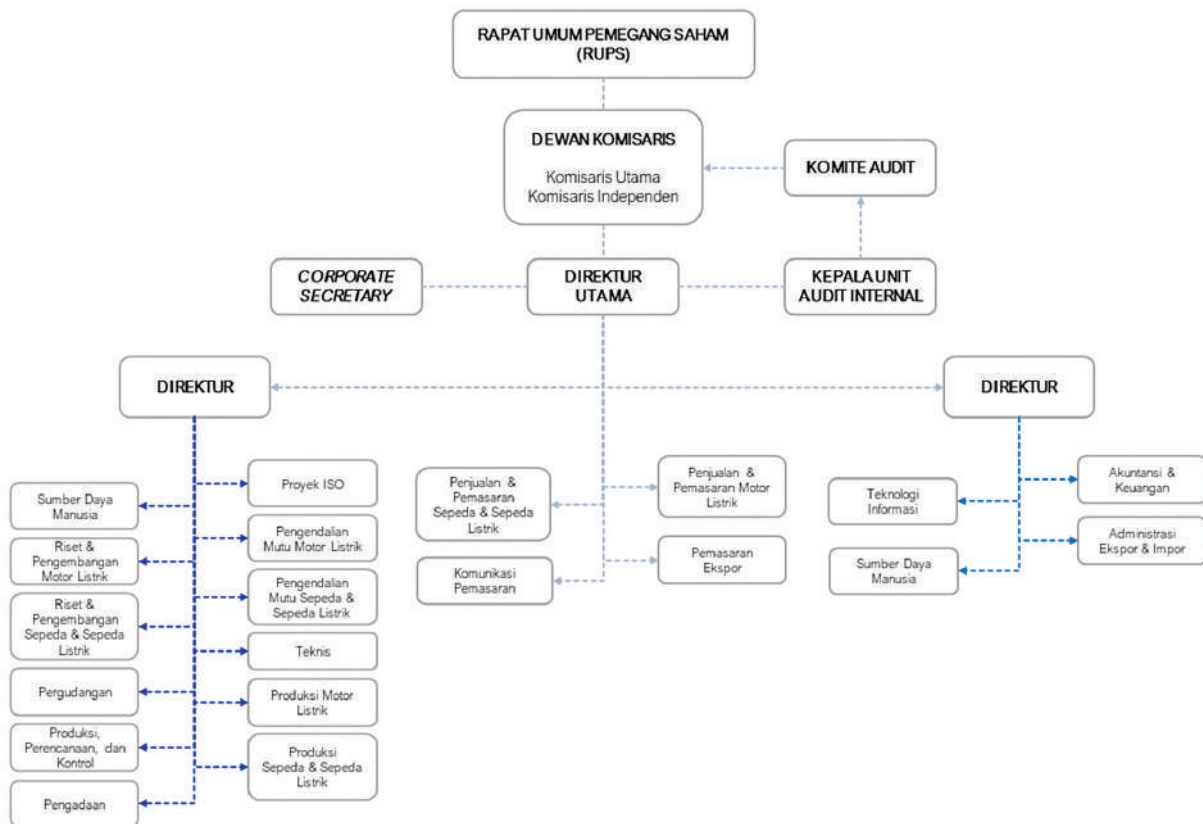 RAPAT UMUM PEMEGANG SAHAM
(RUPS)
DEWAN KOMISARIS
Komisaris Utama
Komisaris Independen
KOMITE AUDIT
CORPORATE
SECRETARY
DIREKTUR
UTAMA
KEPALA UNIT
AUDIT INTERNAL
DIREKTUR
DIREKTUR
Sumber Daya
Manusia
Riset &
Pengembangan
Motor Listrik
Riset &
Pengembangan
Sepeda & Sepeda
Listrik
Pergudangan
Produksi,
Perencanaan, dan
Kontrol
Pengadaan
Proyek ISO
Pengendalian
Mutu Motor Listrik
Pengendalian
Mutu Sepeda &
Sepeda Listrik
Teknis
Produksi Motor
Listrik
Produksi
Sepeda & Sepeda
Listrik
Penjualan &
Pemasaran
Sepeda & Sepeda
Listrik
Komunikasi
Pemasaran
Penjualan &
Pemasaran Motor
Listrik
Pemasaran
Ekspor
Teknologi
Informasi
Sumber Daya
Manusia
Akuntansi &
Keuangan
Administrasi
Ekspor & Impor